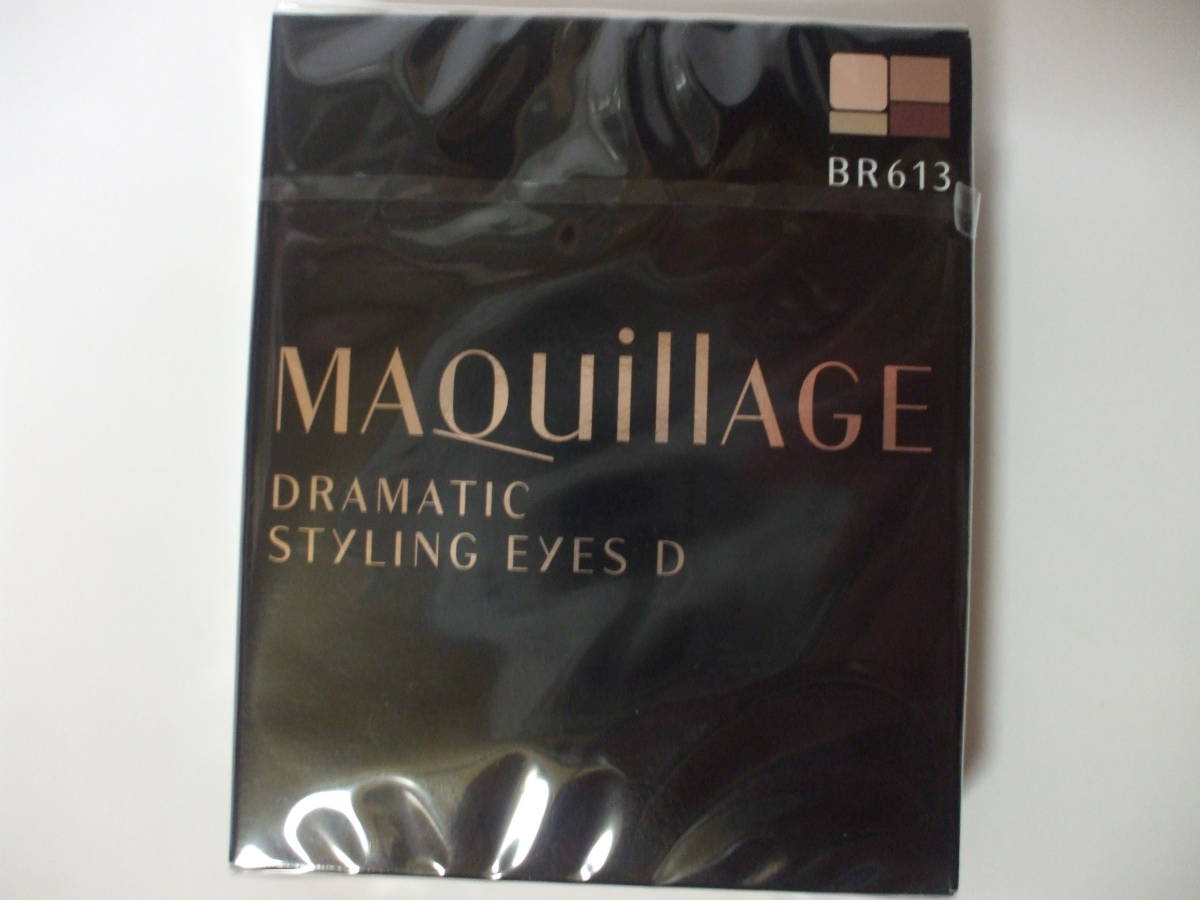 BR613
MAQuillAGE
DRAMATIC
STYLING EYES D